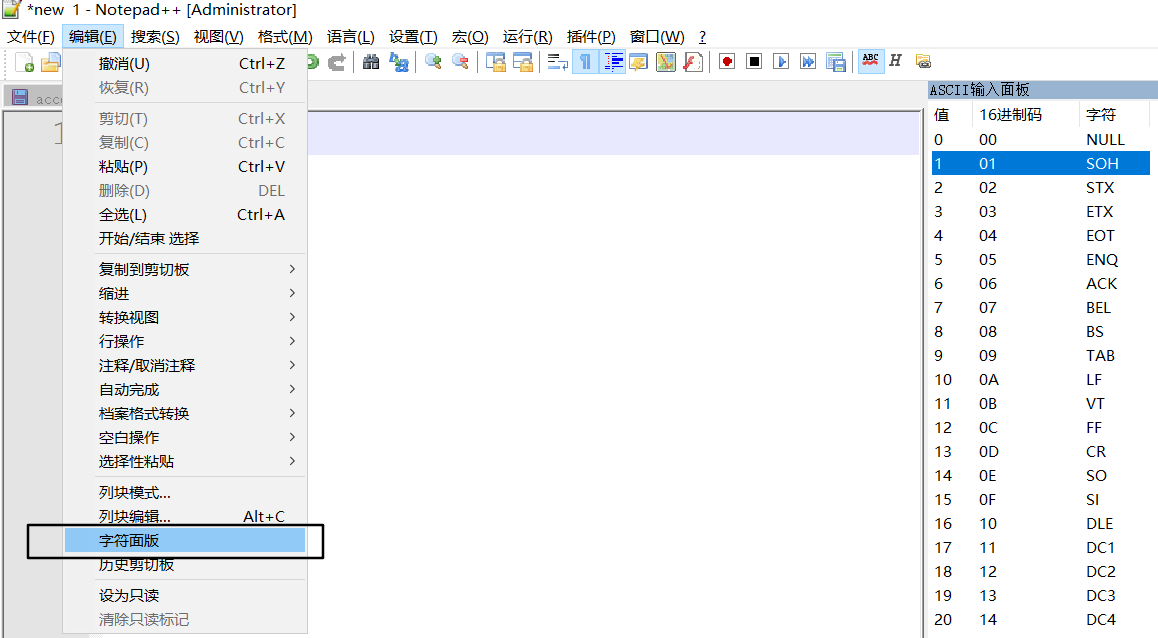 *new 1 - Notepad++ [Administrator]
文件(F) 编辑(E) 搜索(S) 视图(V) 格式(M) 语言(L) 设置(T) 宏(O) 运行(R) 插件(P) 窗口(W) ?
撤消(U) Ctrl+Z
恢复(R) Ctrl+Y
剪切(T) Ctrl+X
复制(C) Ctrl+C
粘贴(P) Ctrl+V
删除(D) DEL
全选(L) Ctrl+A
开始/结束 选择
复制到剪切板
缩进
转换视图
行操作
注释/取消注释
自动完成
档案格式转换
空白操作
选择性粘贴
列块模式...
列块编辑... Alt+C
字符面版
历史剪切板
设为只读
清除只读标记
1
ABC
H
ASCII输入面板
值 16进制码 字符
0 00 NULL
1 01 SOH
2 02 STX
3 03 ETX
4 04 EOT
5 05 ENQ
6 06 ACK
7 07 BEL
8 08 BS
9 09 TAB
10 0A LF
11 0B VT
12 0C FF
13 0D CR
14 0E SO
15 0F SI
16 10 DLE
17 11 DC1
18 12 DC2
19 13 DC3
20 14 DC4